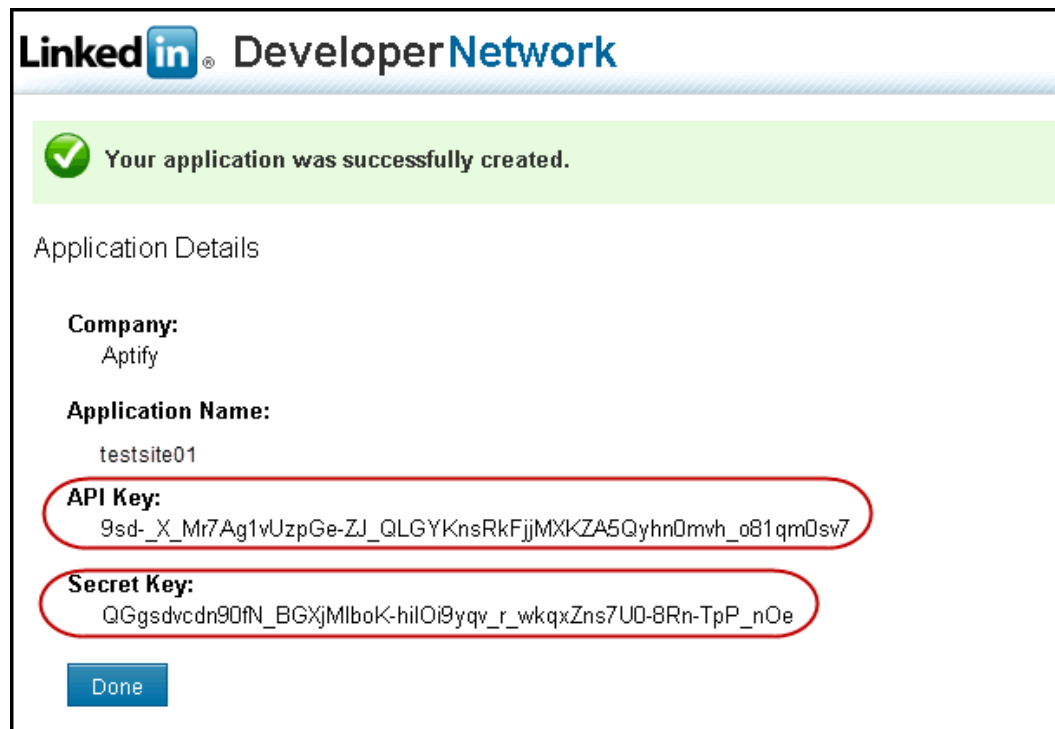 Linked in ® DeveloperNetwork
Your application was successfully created.
Application Details
Company:
Aptify
Application Name:
testsite01
API Key:
9sd-_X_Mr7Ag1vUzpGe-ZJ_QLGYKnsRkFjjMXKZA5Qyhn0mvh_o81qm0sv7
Secret Key:
QGgsdvcdn90fN_BGXjMIboK-hilOi9yqv_r_wkqxZns7U0-8Rn-TpP_nOe
Done